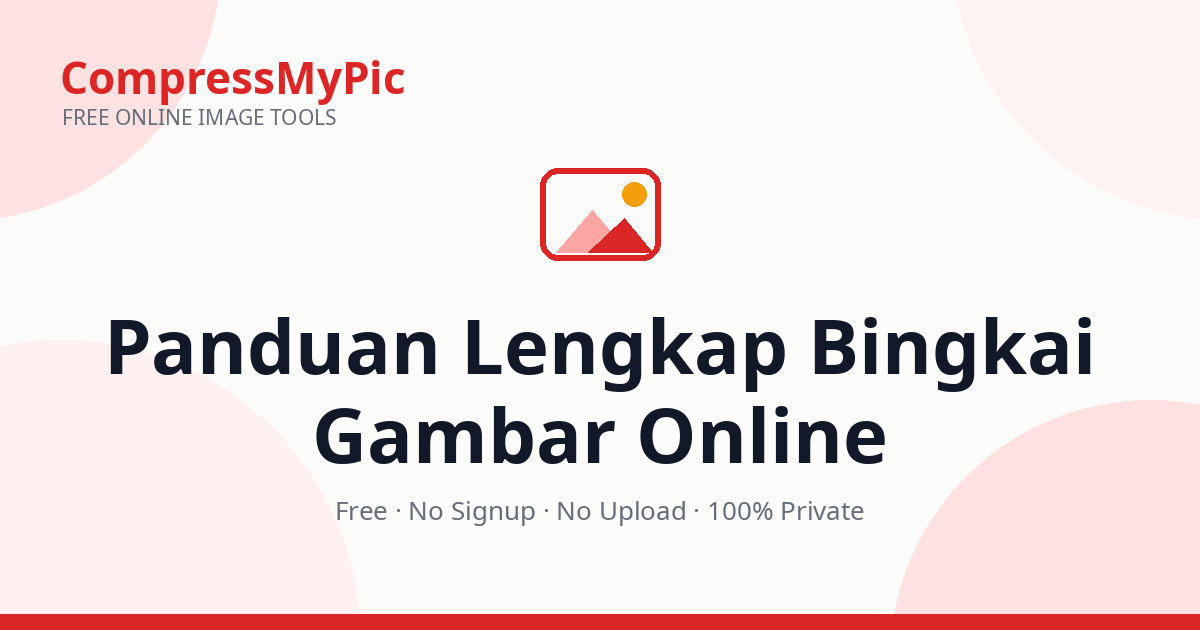 CompressMyPic
FREE ONLINE IMAGE TOOLS
Panduan Lengkap Bingkai
Gambar Online
Free · No Signup · No Upload · 100% Private